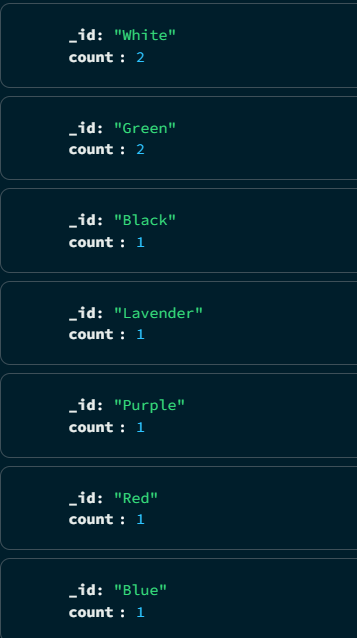 _id: "White"
count : 2
_id: "Green"
count : 2
_id: "Black"
count : 1
_id: "Lavender"
count : 1
_id: "Purple"
count : 1
_id: "Red"
count : 1
_id: "Blue"
count : 1